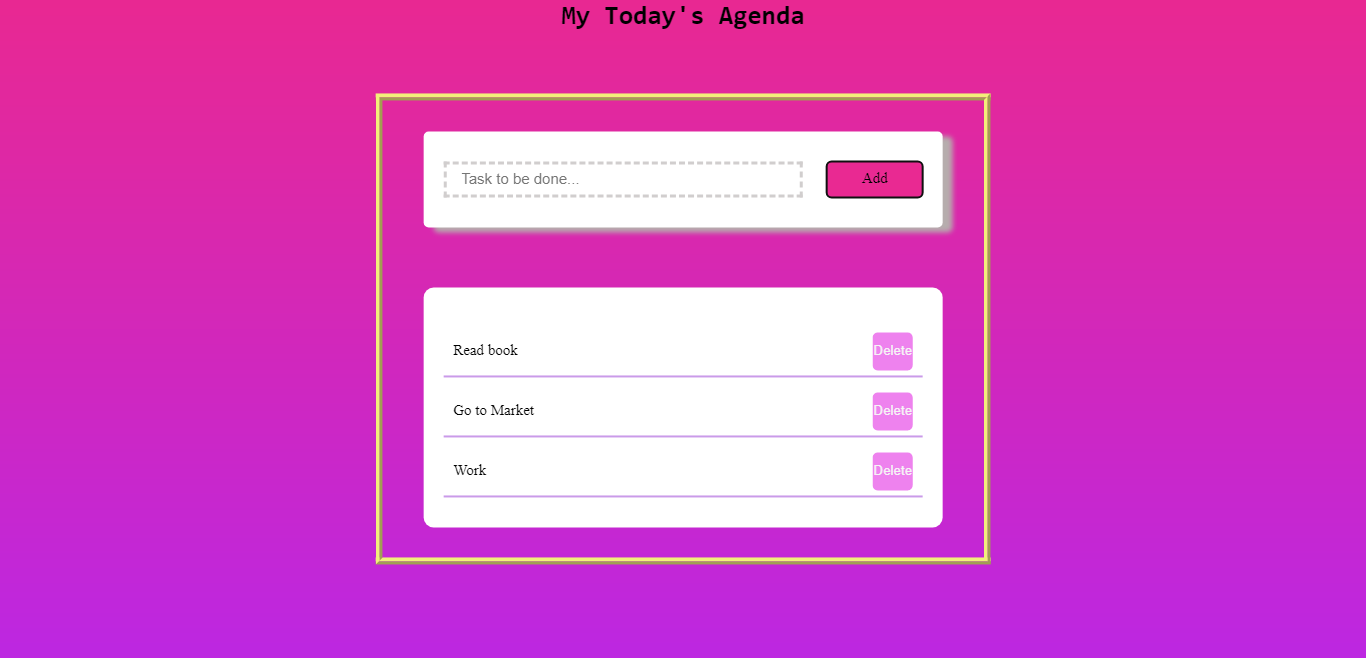 My Today's Agenda
Task to be done...
Add
Read book
Delete
Go to Market
Delete
Work
Delete